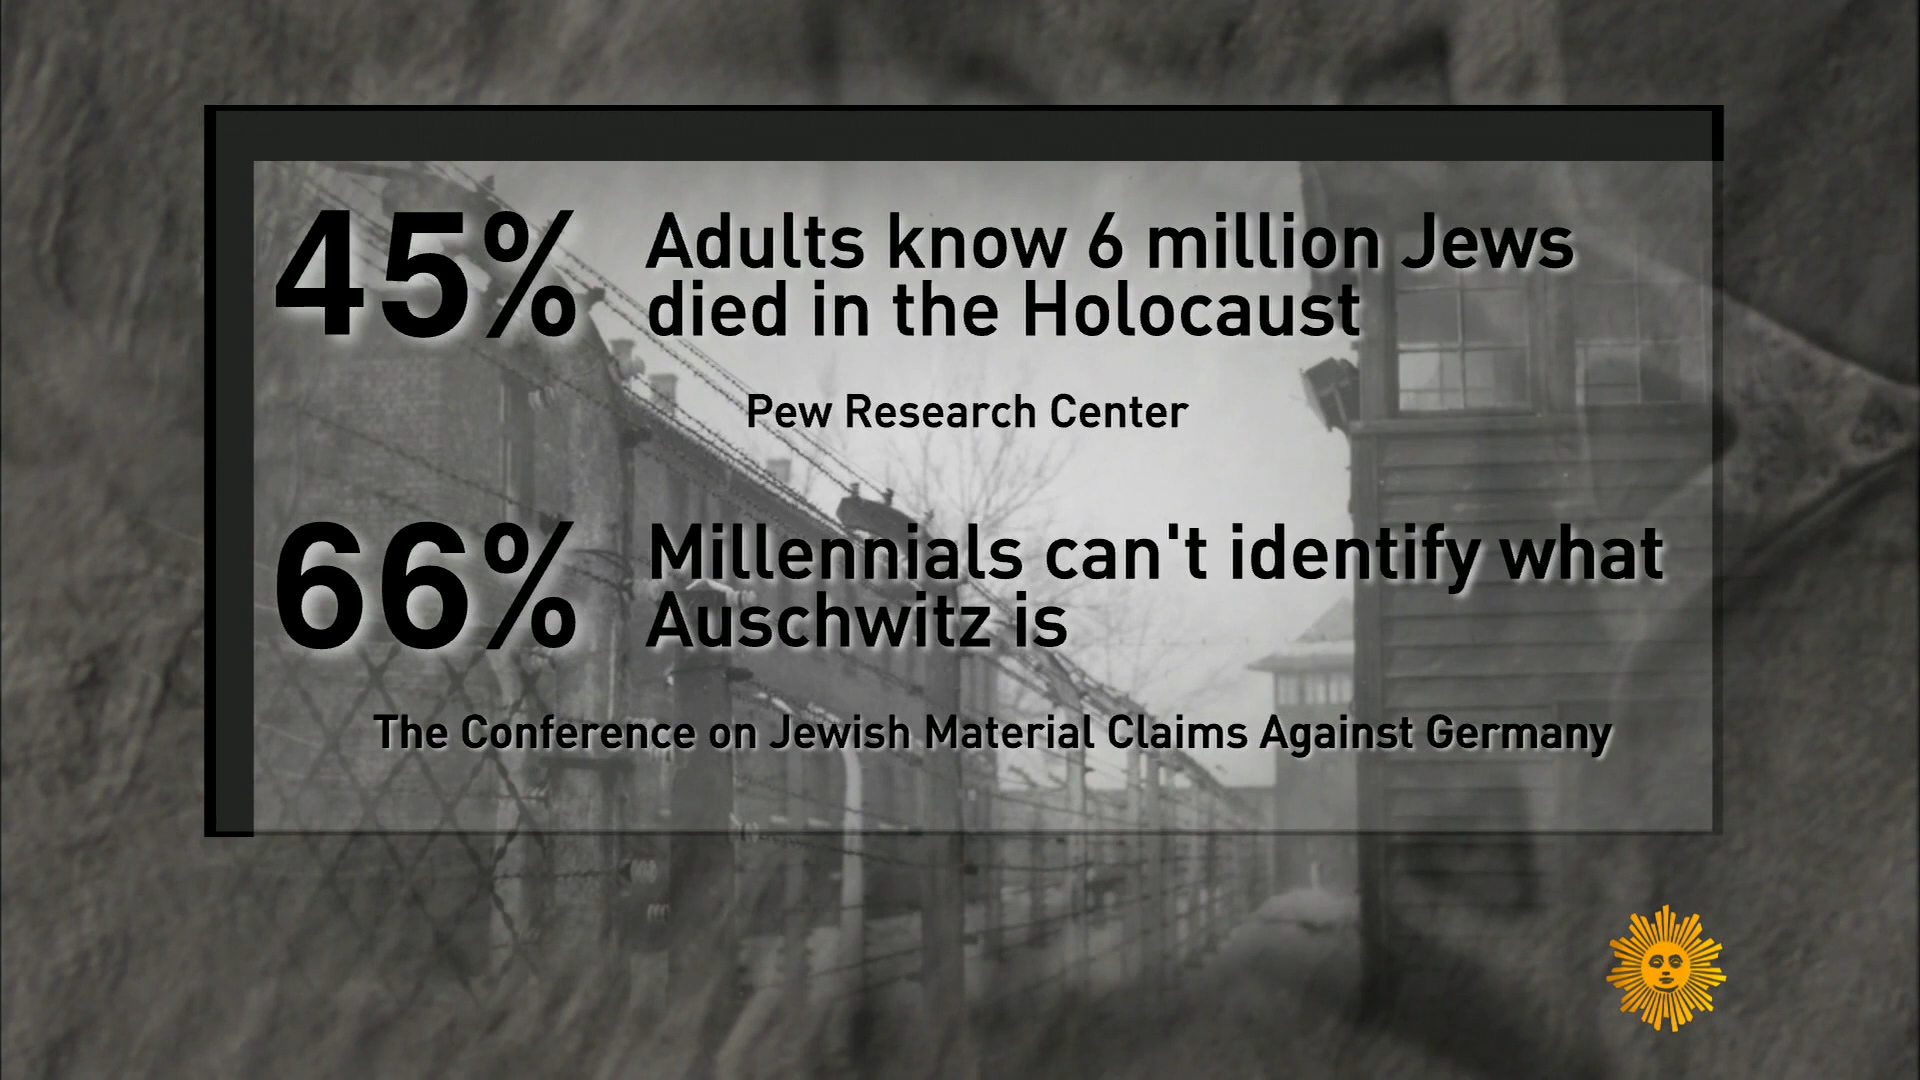 45%
Adults know 6 million Jews
died in the Holocaust
Pew Research Center
66%
Millennials can't identify what
Auschwitz is
The Conference on Jewish Material Claims Against Germany